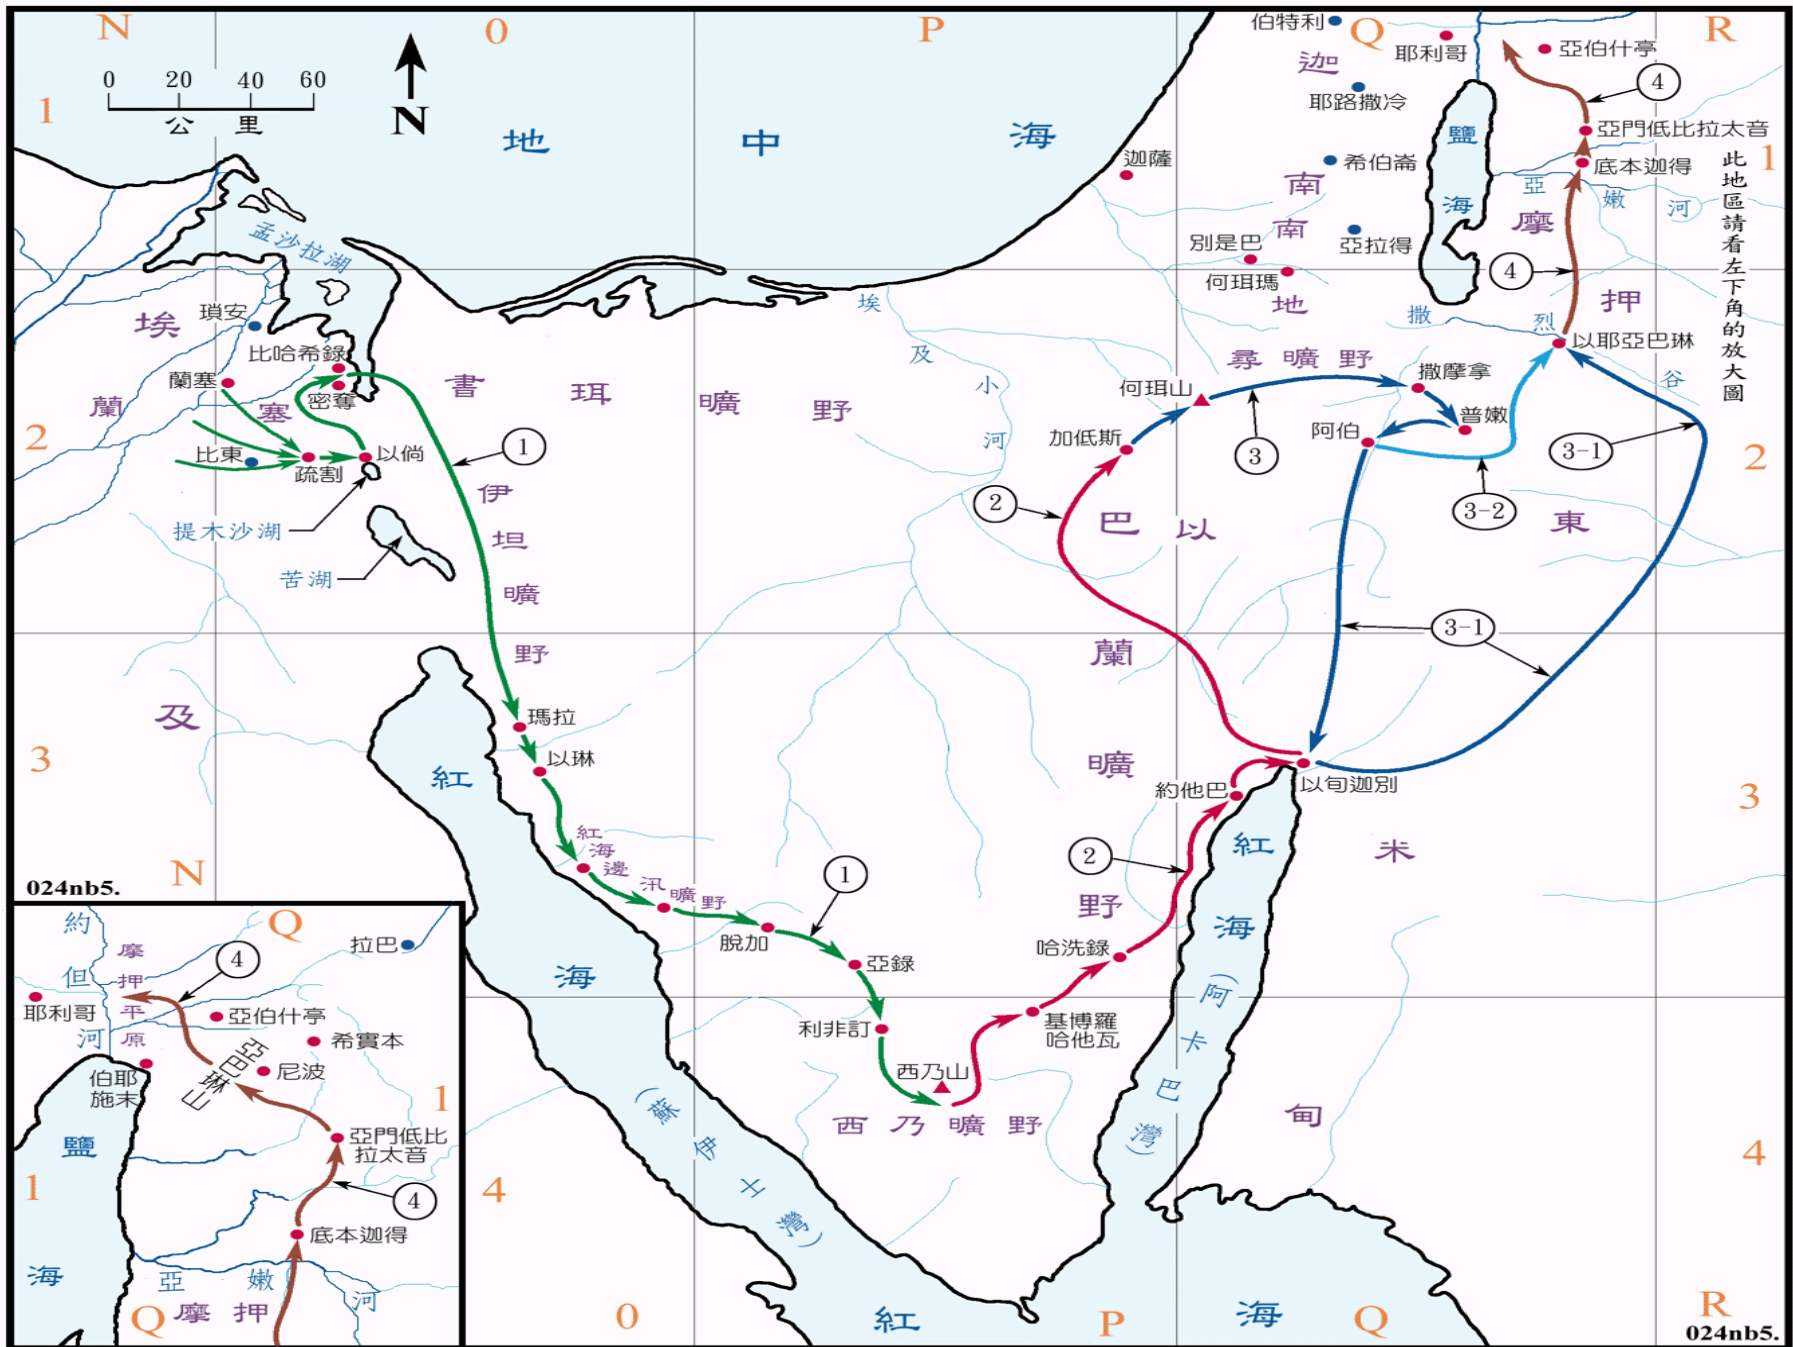 N
O
P
Q
R
0 20 40 60
公里
N
1
地中海
伯特利
耶利哥
亞伯什亭
迦
南
耶路撒冷
希伯崙
鹽海
亞門低比拉太音
底本迦得
亞嫩河
4
1
迦薩
別是巴
何珥瑪
南地
亞拉得
摩押
4
此地區請看左下角的放大圖
孟沙拉湖
瑣安
埃及
比哈希錄
密奪
蘭塞
蘭塞
比東
疏割
以倘
提木沙湖
苦湖
2
書珥曠野
1
伊坦曠野
埃及小河
尋曠野
撒烈谷
以耶亞巴琳
何珥山
撒摩拿
普嫩
阿伯
加低斯
3
3-1
3-2
2
2
以東
巴蘭曠野
3-1
3
瑪拉
以琳
紅海邊
汛曠野
紅海
脫加
1
亞錄
利非訂
西乃山
西乃曠野
基博羅
哈他瓦
哈洗錄
2
約他巴
以旬迦別
紅海
(阿卡巴灣)
米甸
3
4
(蘇伊士灣)
紅海
N
024nb5.
約但河
摩押平原
Q
拉巴
4
耶利哥
亞伯什亭
希實本
尼波
亞巴琳山
伯耶
施末
1
亞門低比
拉太音
鹽海
1
4
底本迦得
亞嫩河
Q
摩押
4
O
P
Q
R
024nb5.